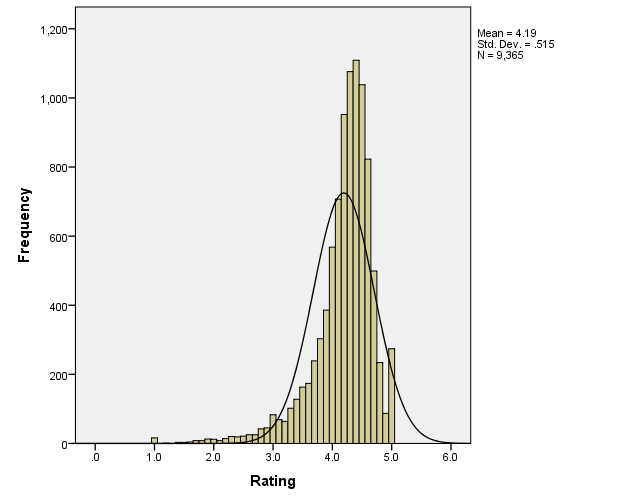 1,200
1,000
800
600
400
200
0
Frequency
.0 1.0 2.0 3.0 4.0 5.0 6.0
Rating
Mean = 4.19
Std. Dev. = .515
N = 9,365